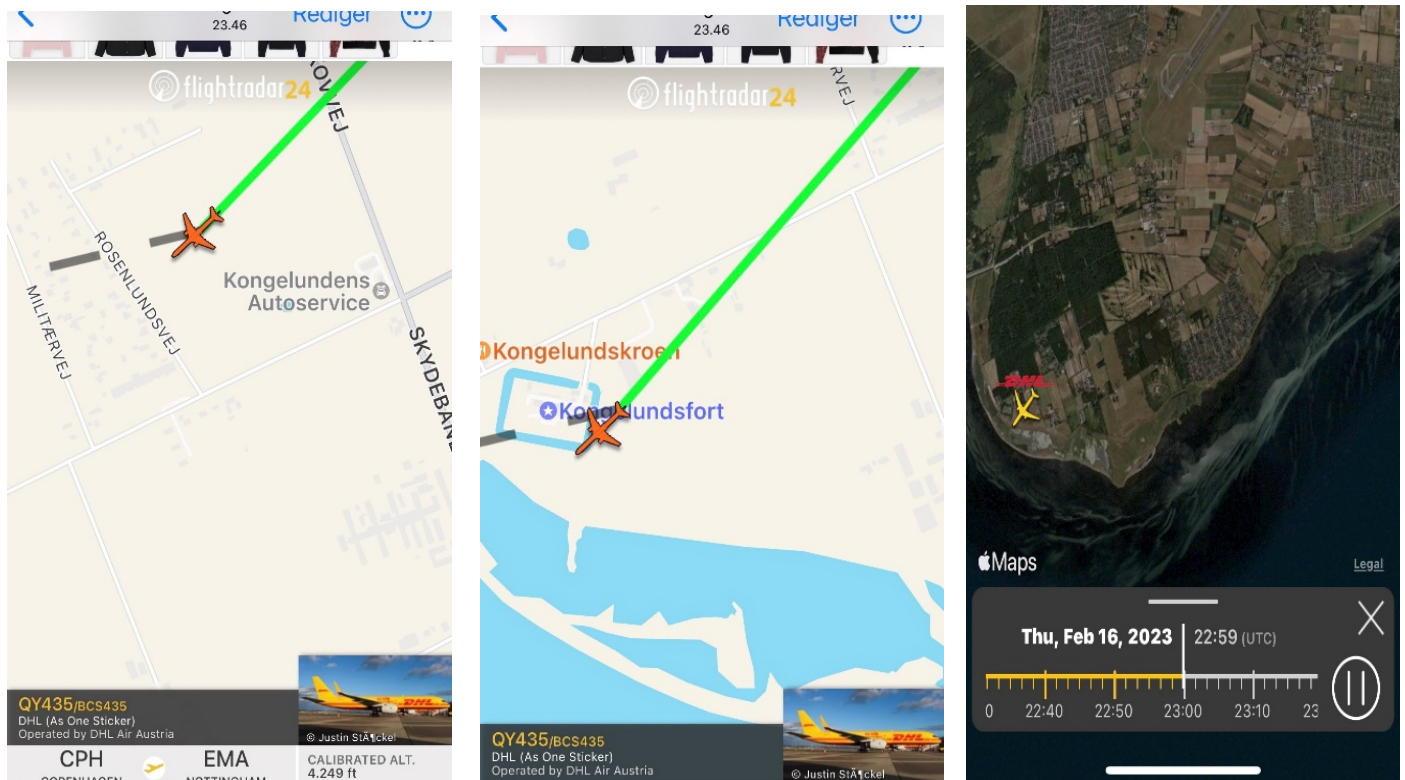 Rediger
23.46
flightradar24
ROSENLUNDSVEJ
MILITÆRVEJ
Kongelundens
Autoservice
QY435/BCS435
DHL (As One Sticker)
Operated by DHL Air Austria
© Justin StÃ¶ckel
CPH
EMA
CALIBRATED ALT.
4.249 ft
Rediger
23.46
flightradar24
Kongelundskroen
Kongelundsfort
QY435/BCS435
DHL (As One Sticker)
Operated by DHL Air Austria
© Justin StÃ¶ckel
DHL
Maps
Legal
Thu, Feb 16, 2023
22:59 (UTC)
0 22:40 22:50 23:00 23:10 23